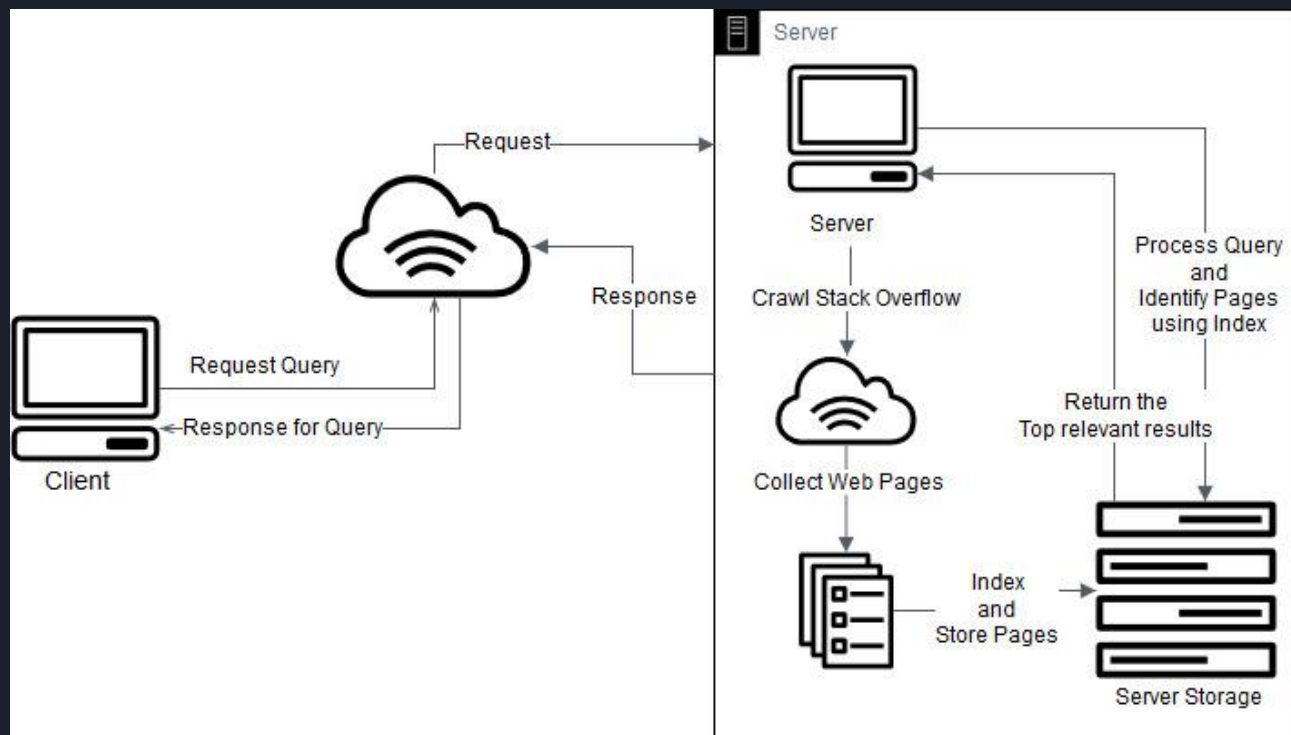 Server
Request
Server
Process Query
and
Identify Pages
using Index
Crawl Stack Overflow
Response
Request Query
Return the
Top relevant results
Response for Query
Client
Collect Web Pages
Index
and
Store Pages
Server Storage